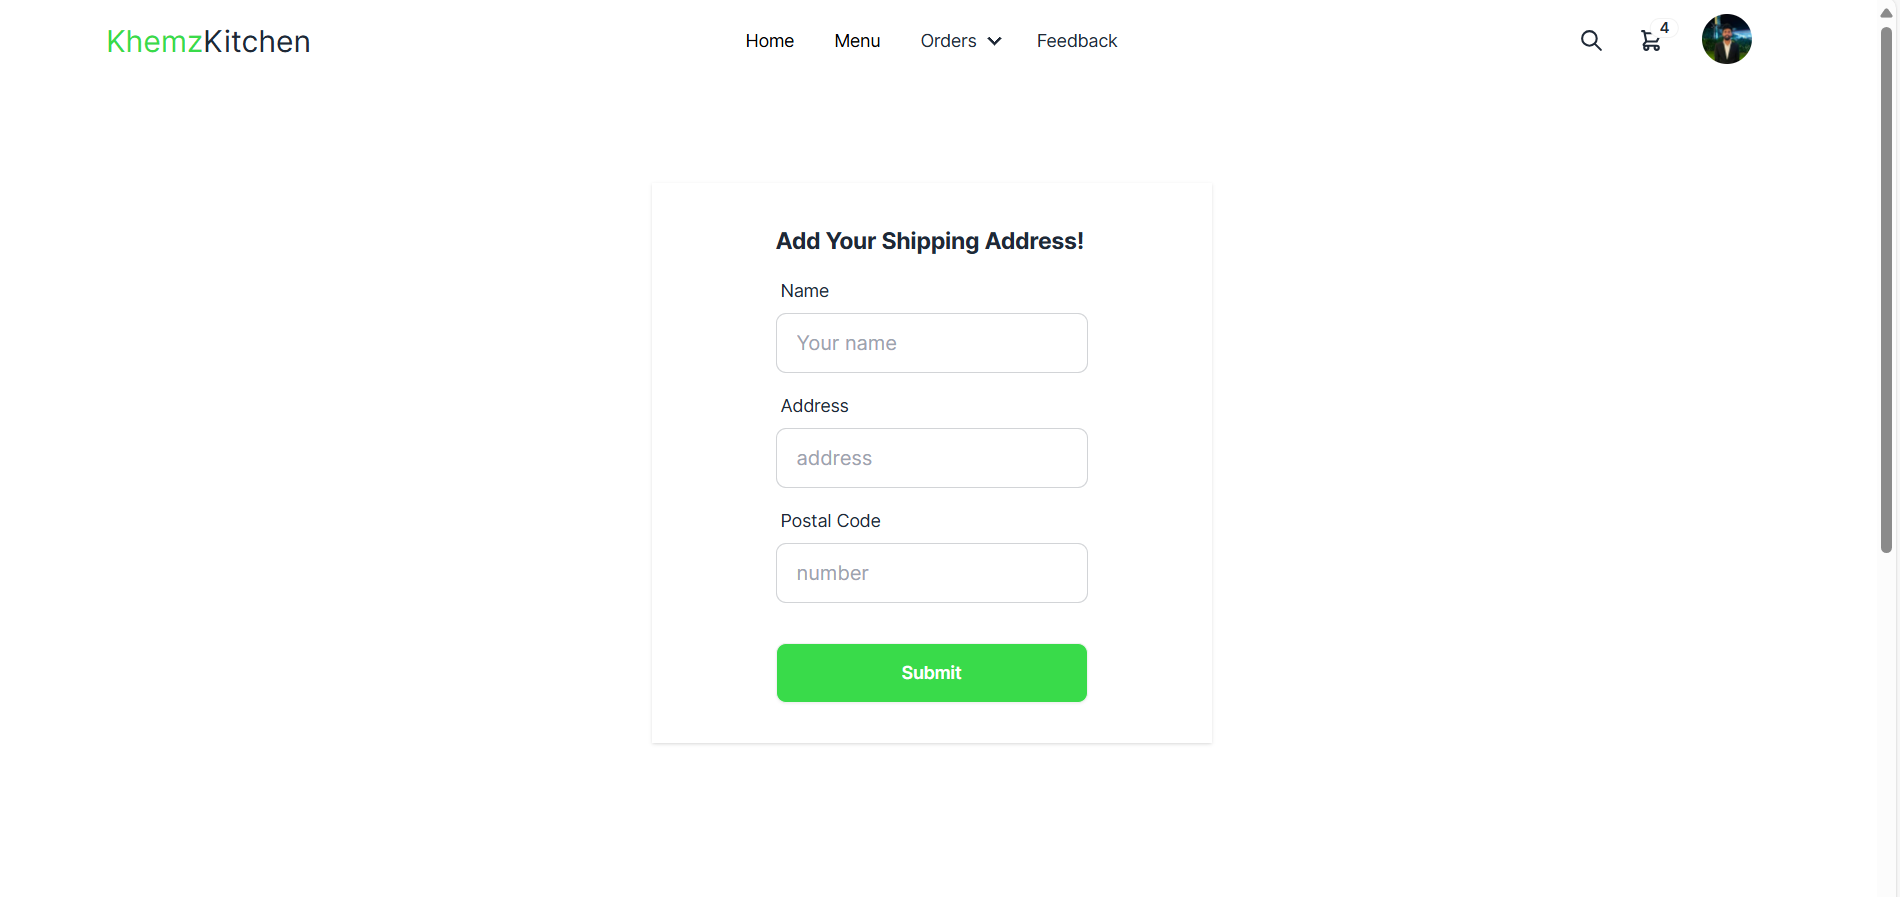 KhemzKitchen
Home Menu Orders Feedback
4
Add Your Shipping Address!
Name
Your name
Address
address
Postal Code
number
Submit